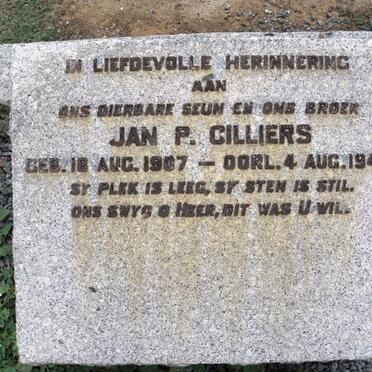 IN LIEFDEVOLLE HERINNERING
AAN
ONS DIERBARE SEUN EN ONS BROER
JAN P. CILLIERS
GEB. 18 AUG. 1907 — OORL. 4 AUG.
SY PLEK IS LEEG, SY STEM IS STIL.
ONS SWYG O HEER, DIT WAS U WIL.